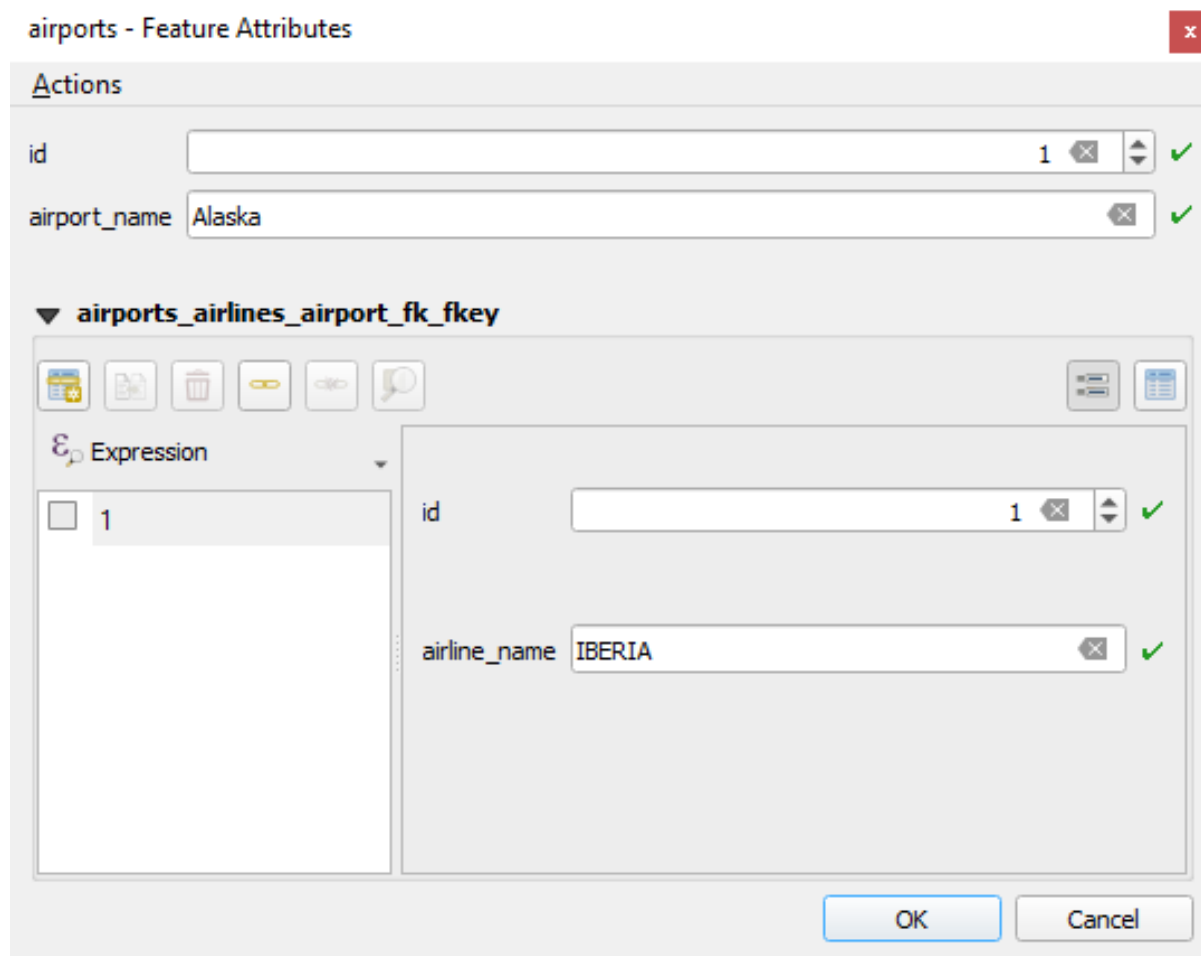 airports - Feature Attributes
x
Actions
id 1
airport_name Alaska
airports_airlines_airport_fk_fkey
ε Expression
1
id 1
airline_name IBERIA
OK Cancel